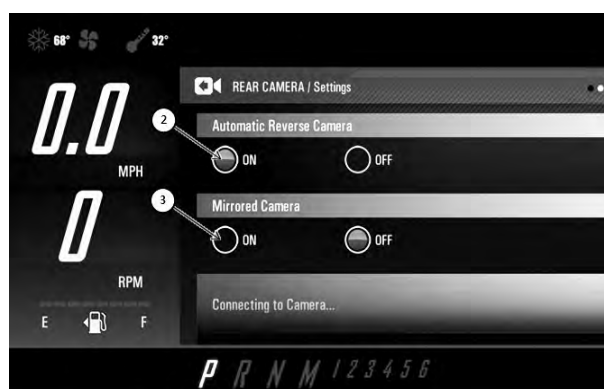 68° 32°
0.0
MPH
0
RPM
E F
REAR CAMERA / Settings
Automatic Reverse Camera
2
ON OFF
Mirrored Camera
3
ON OFF
Connecting to Camera...
P R N M 1 2 3 4 5 6